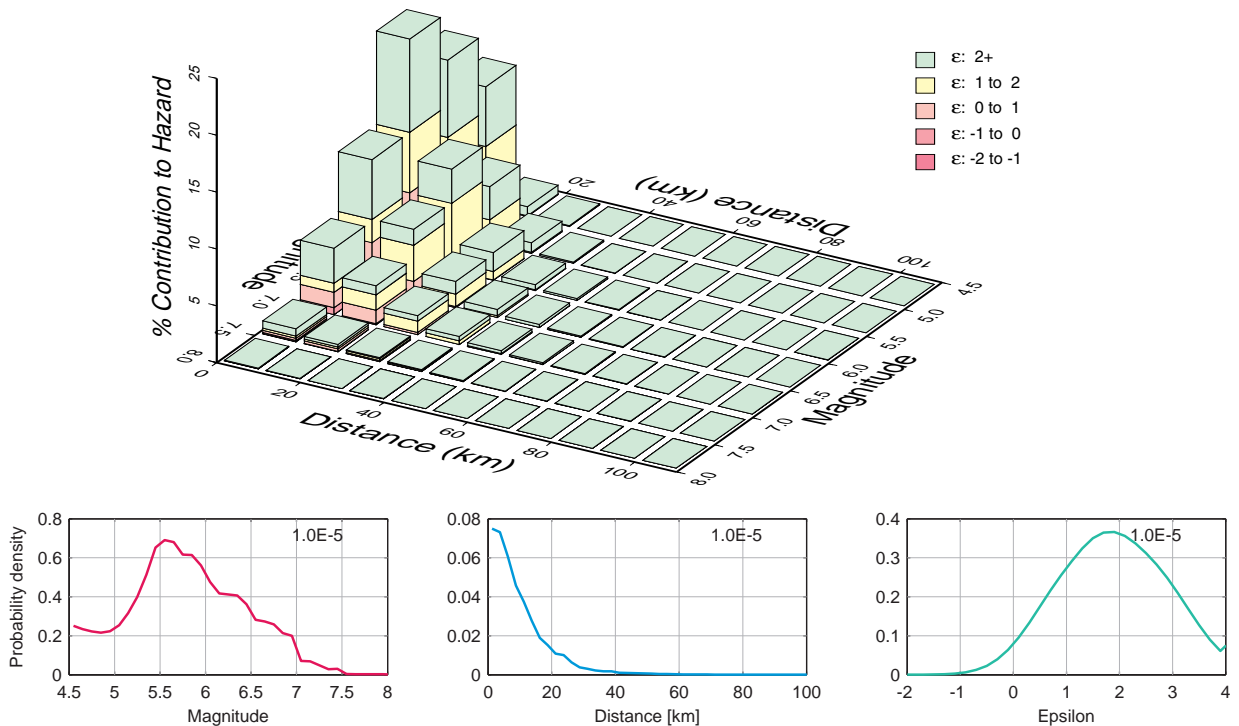 % Contribution to Hazard
25
20
15
10
5
ε: 2+
ε: 1 to 2
ε: 0 to 1
ε: -1 to 0
ε: -2 to -1
20
40
60
80
100
Distance (km)
4.5
5.0
5.5
6.0
6.5
7.0
7.5
8.0
Magnitude
7.0
7.5
8.0
0
20
40
60
80
100
Distance (km)
Probability density
0.8
0.6
0.4
0.2
0
4.5 5 5.5 6 6.5 7 7.5 8
Magnitude
1.0E-5
0.08
0.06
0.04
0.02
0
0 20 40 60 80 100
Distance [km]
1.0E-5
0.4
0.3
0.2
0.1
0
-2 -1 0 1 2 3 4
Epsilon
1.0E-5